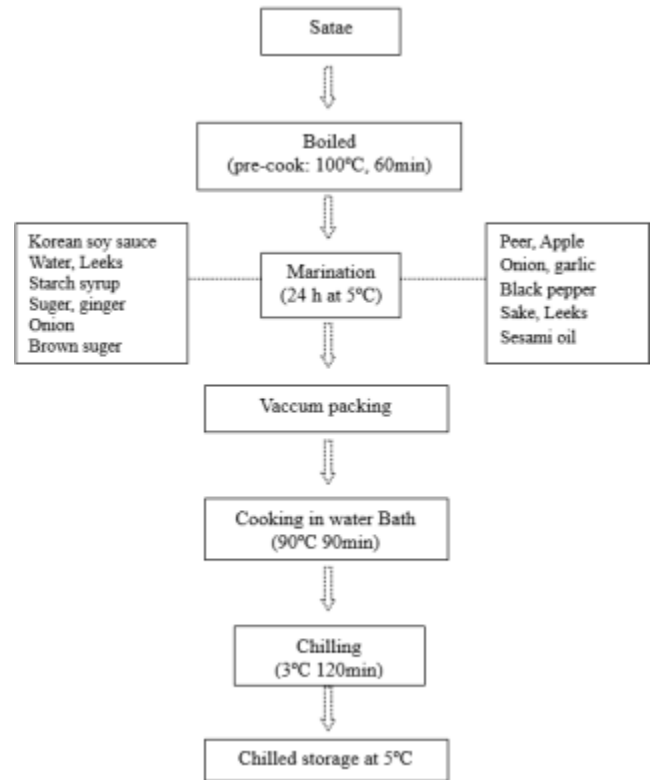 Satae
Boiled
(pre-cook: 100℃, 60min)
Korean soy sauce
Water, Leeks
Starch syrup
Suger, ginger
Onion
Brown suger
Marination
(24 h at 5℃)
Peer, Apple
Onion, garlic
Black pepper
Sake, Leeks
Sesami oil
Vaccum packing
Cooking in water Bath
(90℃ 90min)
Chilling
(3℃ 120min)
Chilled storage at 5℃